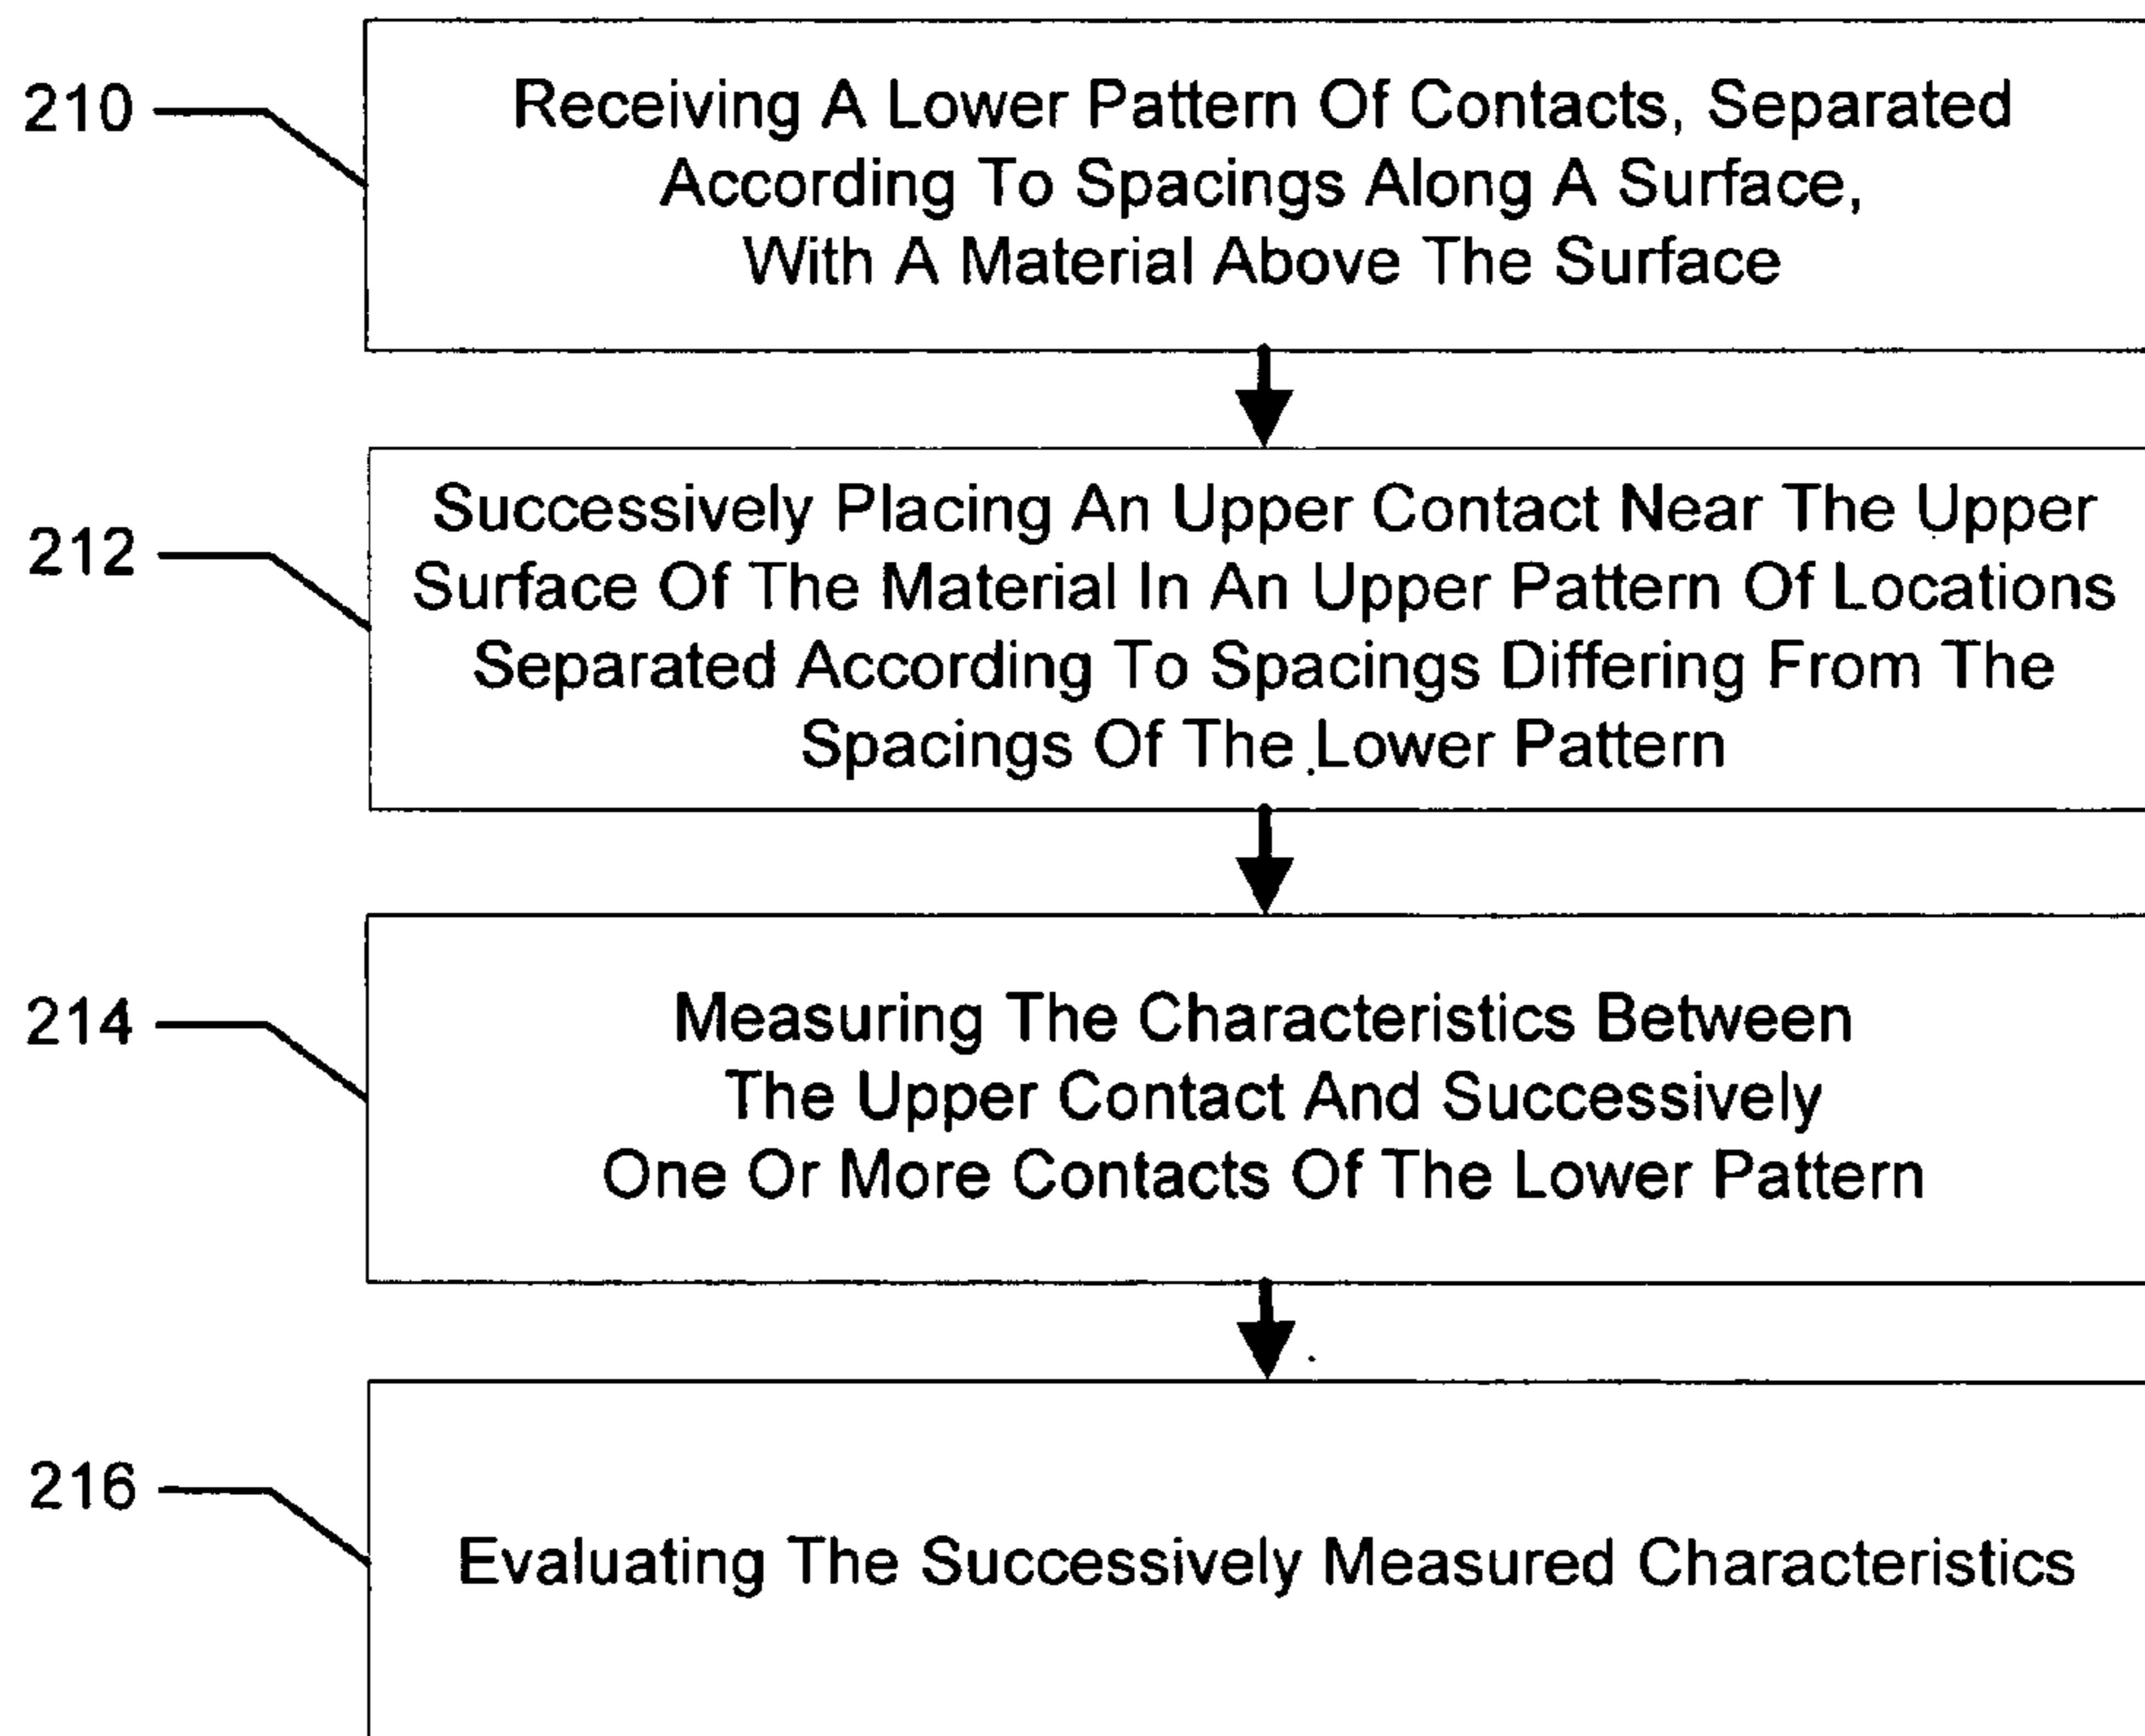 210
Receiving A Lower Pattern Of Contacts, Separated
According To Spacings Along A Surface,
With A Material Above The Surface
212
Successively Placing An Upper Contact Near The Upper
Surface Of The Material In An Upper Pattern Of Locations
Separated According To Spacings Differing From The
Spacings Of The Lower Pattern
214
Measuring The Characteristics Between
The Upper Contact And Successively
One Or More Contacts Of The Lower Pattern
216
Evaluating The Successively Measured Characteristics